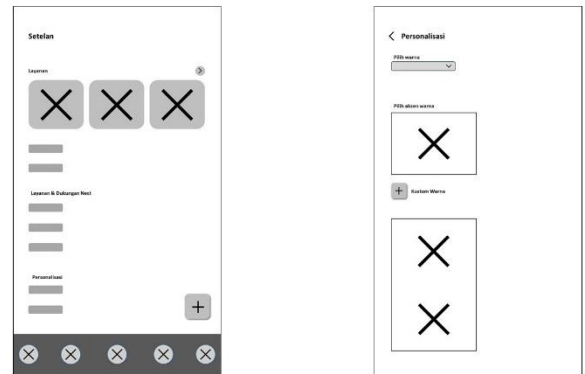 Setelan
Layanan
Layanan & Dukungan Nest
Personalisasi
Personalisasi
Pilih warna
Pilih aksen warna
Kustom Warna